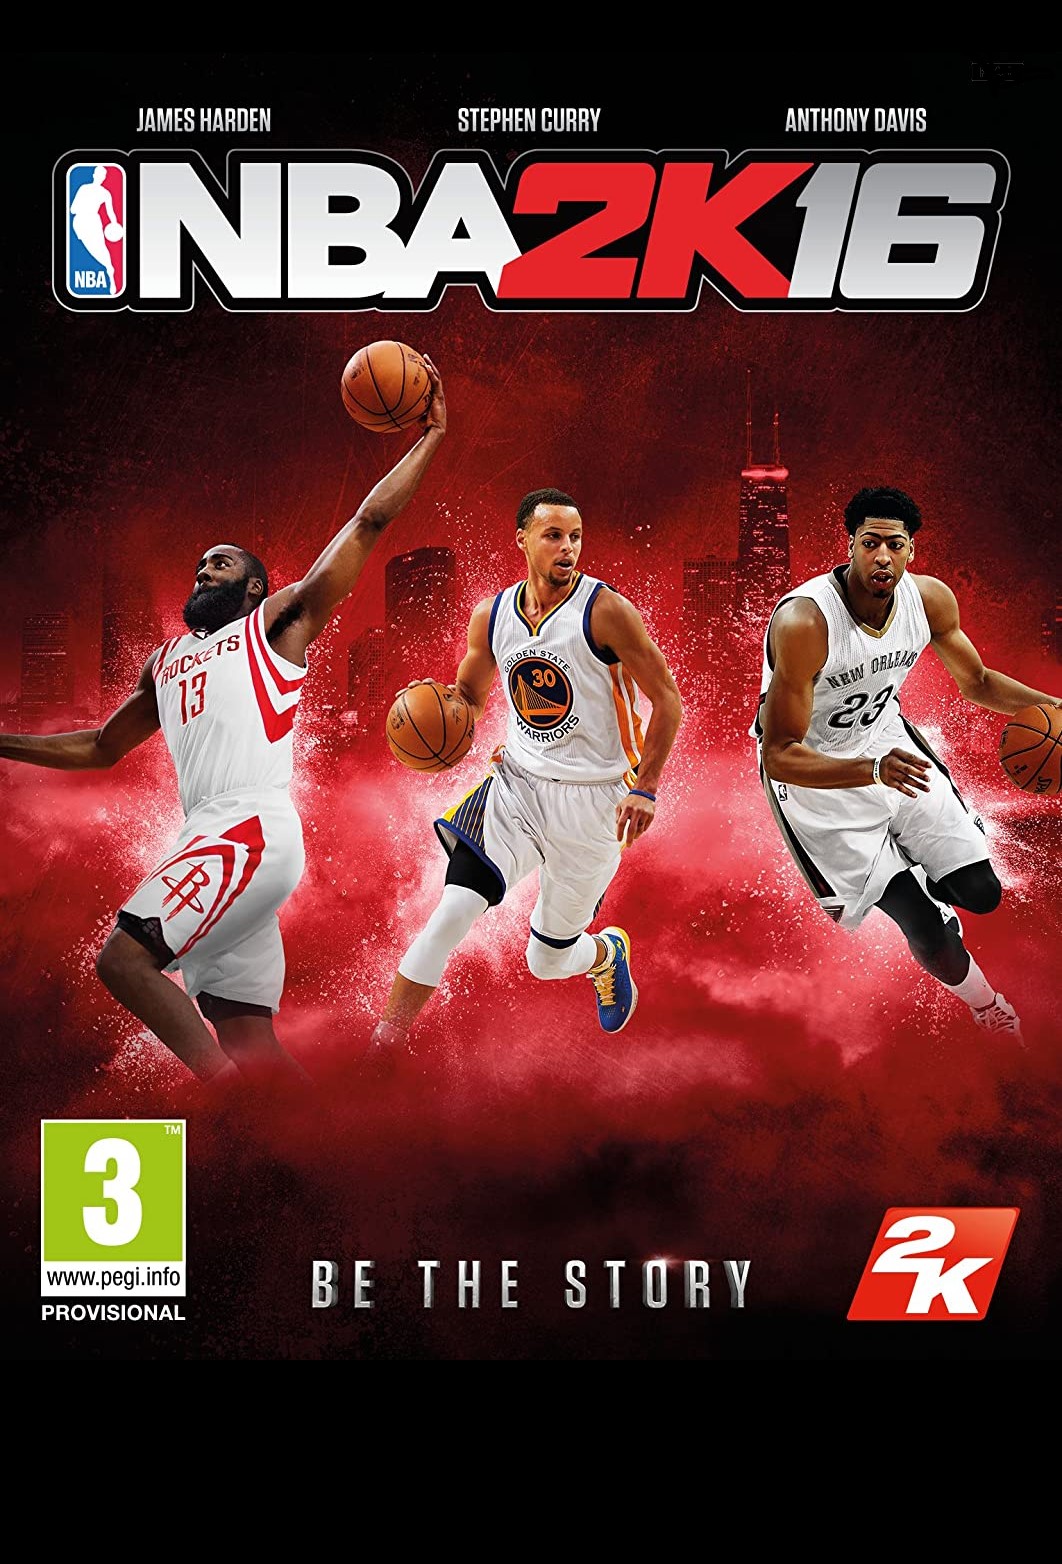 JAMES HARDEN STEPHEN CURRY ANTHONY DAVIS
NBA NBA2K16
ROCKETS
13
GOLDEN STATE
30
WARRIORS
NEW ORLEANS
23
3™
www.pegi.info
PROVISIONAL
BE THE STORY
2K